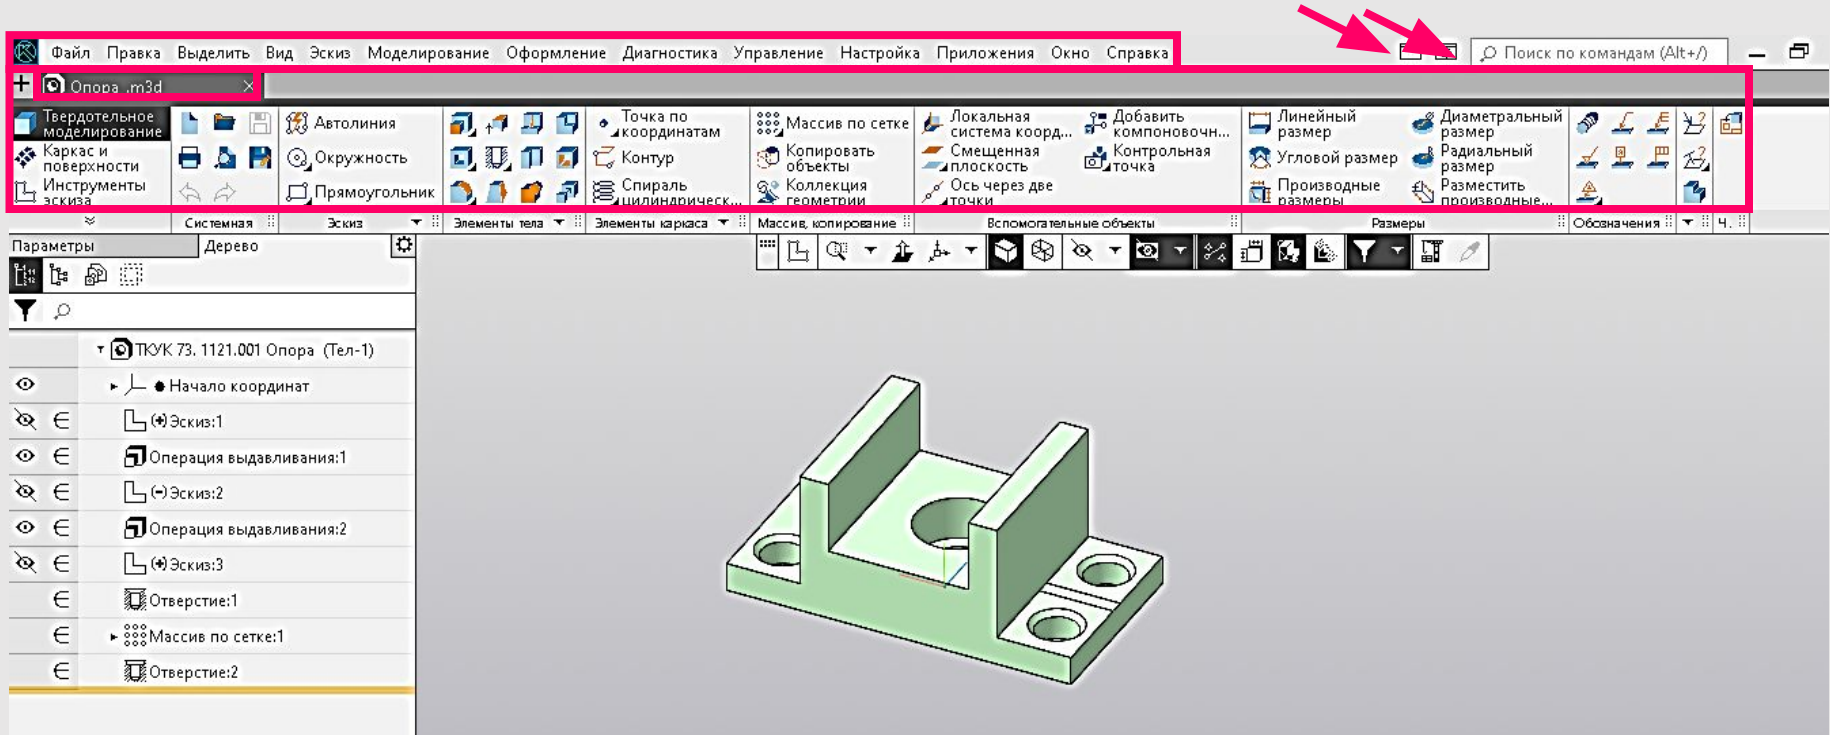 Файл Правка Выделить Вид Эскиз Моделирование Оформление Диагностика Управление Настройка Приложения Окно Справка
Поиск по командам (Alt+/)
Опора .m3d
Твердотельное
моделирование
Каркас и
поверхности
Инструменты
эскиза
Системная
Автолиния
Окружность
Прямоугольник
Эскиз
Элементы тела
Точка по
координатам
Контур
Спираль
цилиндрическ...
Элементы каркаса
Массив по сетке
Копировать
объекты
Коллекция
геометрии
Массив, копирование
Локальная
система коорд...
Смещенная
плоскость
Ось через две
точки
Добавить
компоновочн...
Контрольная
точка
Вспомогательные объекты
Линейный
размер
Угловой размер
Производные
размеры
Диаметральный
размер
Радиальный
размер
Разместить
производные...
Размеры
Обозначения
Ч.
Параметры
Дерево
ТКУК 73. 1121.001 Опора (Тел-1)
Начало координат
(+)Эскиз:1
Операция выдавливания:1
(-)Эскиз:2
Операция выдавливания:2
(+)Эскиз:3
Отверстие:1
Массив по сетке:1
Отверстие:2